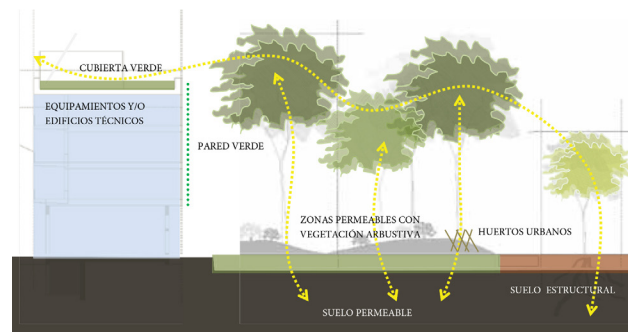 CUBIERTA VERDE
EQUIPAMIENTOS Y/O
EDIFICIOS TÉCNICOS
PARED VERDE
ZONAS PERMEABLES CON
VEGETACIÓN ARBUSTIVA
HUERTOS URBANOS
SUELO ESTRUCTURAL
SUELO PERMEABLE